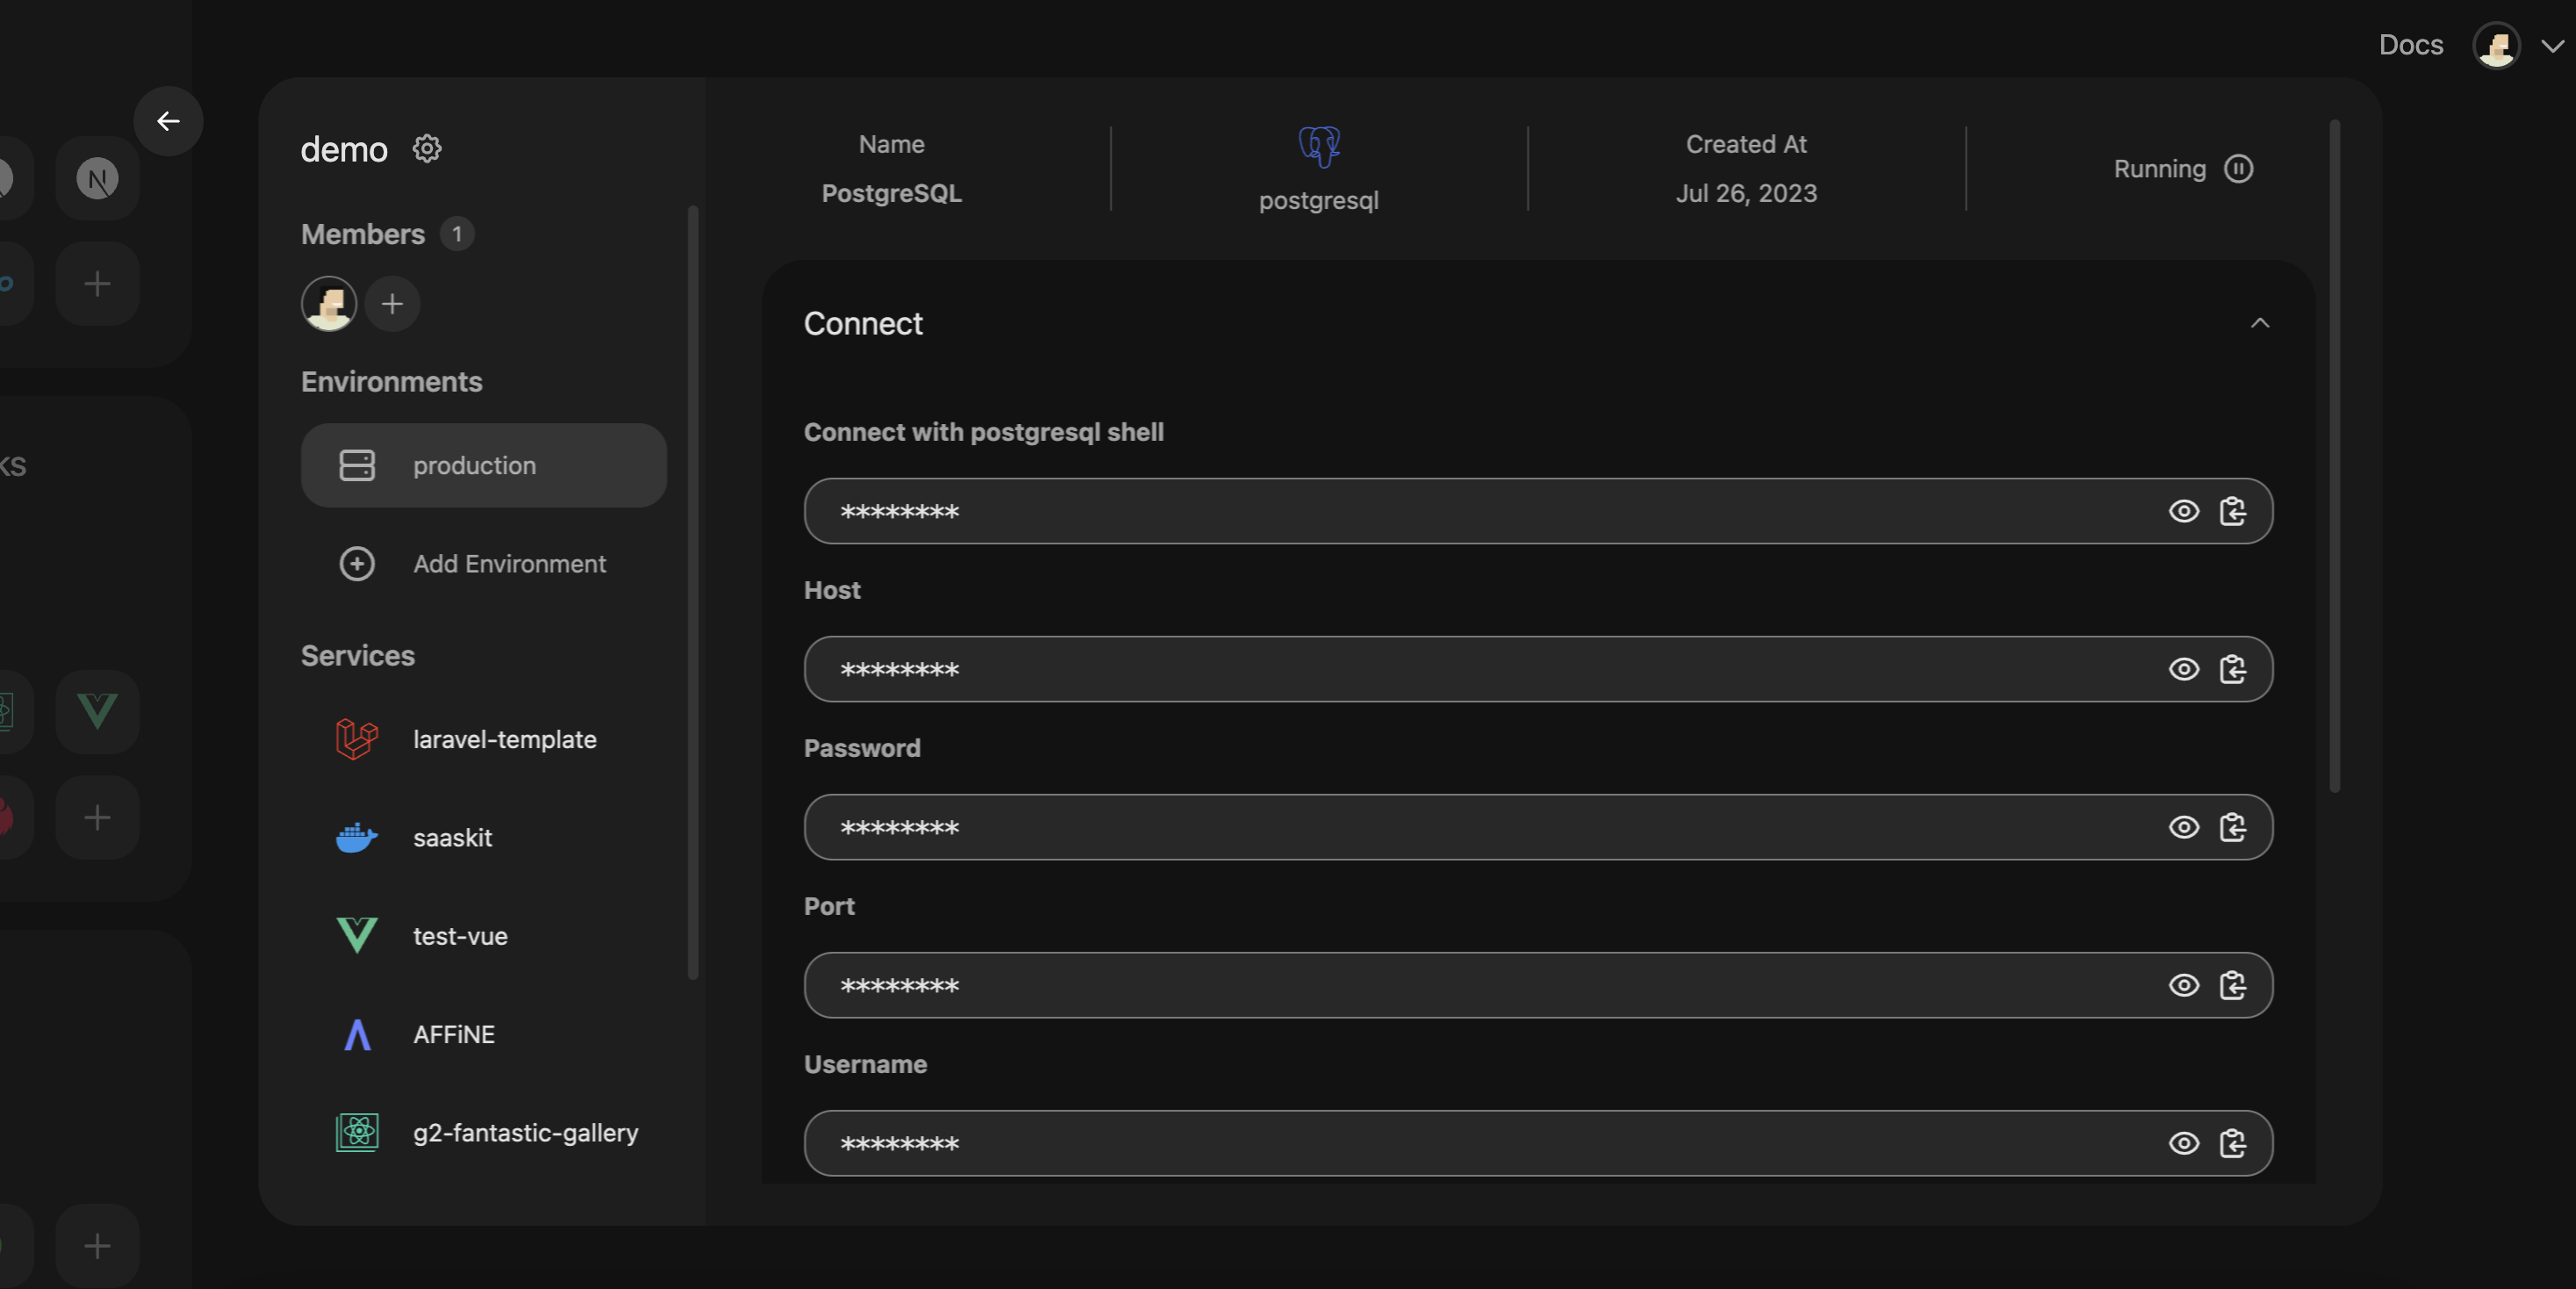 Docs
demo
Members 1
Environments
production
Add Environment
Services
laravel-template
saaskit
test-vue
AFFiNE
g2-fantastic-gallery
Name
PostgreSQL
postgresql
Created At
Jul 26, 2023
Running
Connect
Connect with postgresql shell
********
Host
********
Password
********
Port
********
Username
********
ks